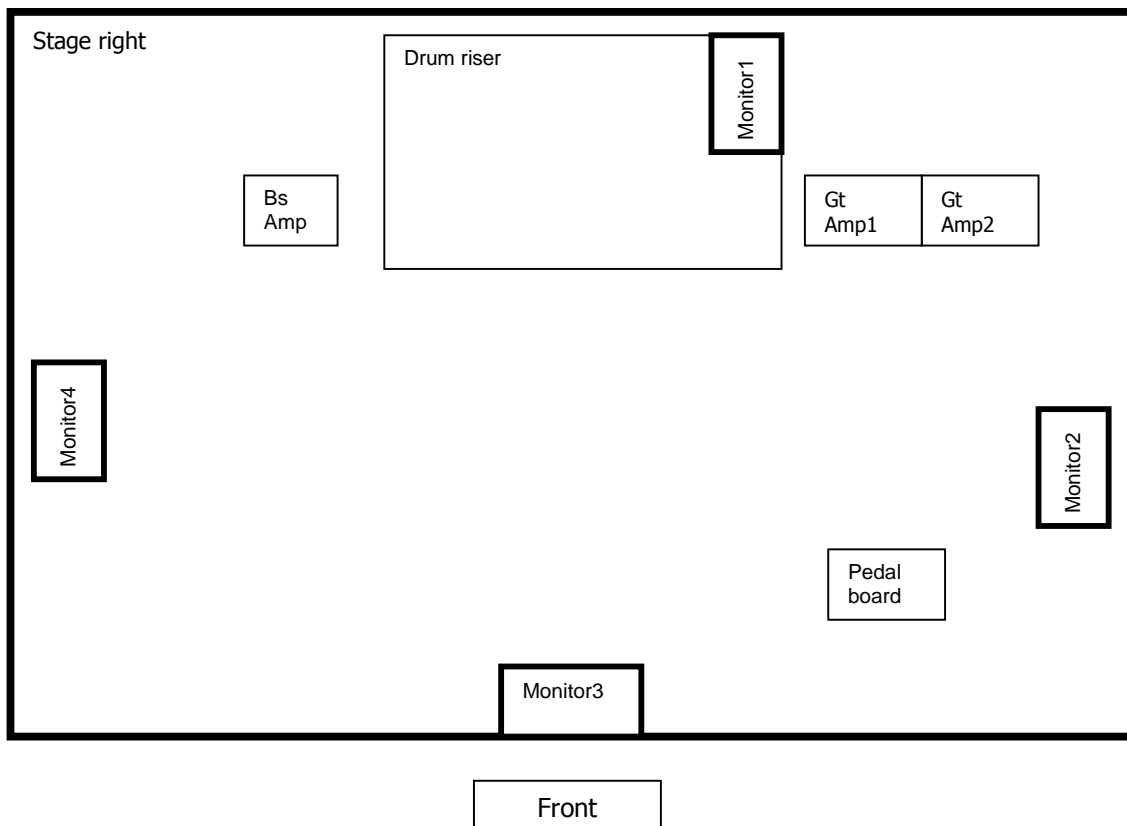 Stage right
Drum riser
Monitor1
Bs
Amp
Gt
Amp1
Gt
Amp2
Monitor4
Monitor2
Pedal
board
Monitor3
Front